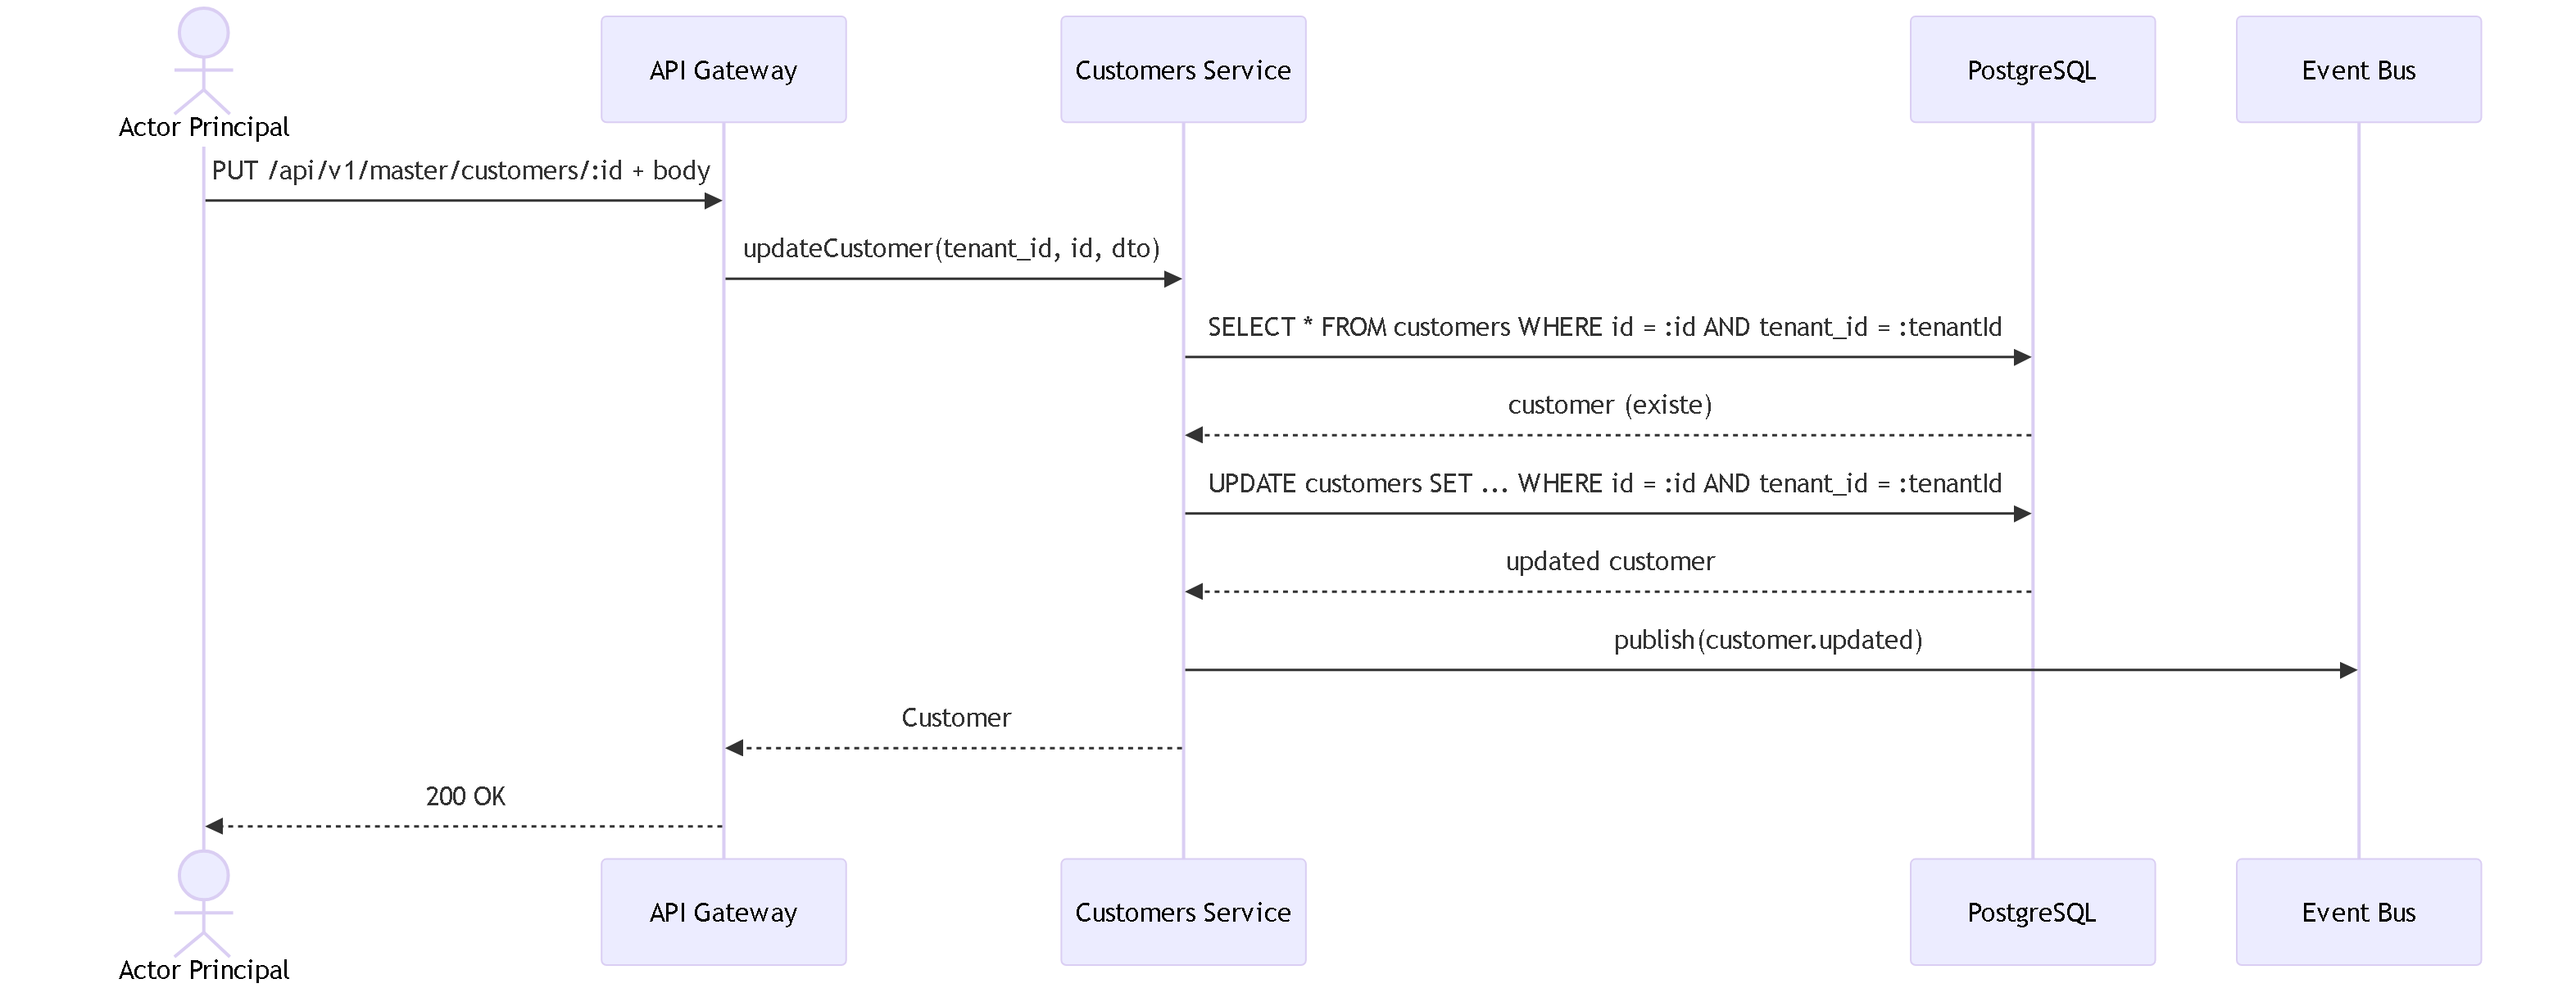 Actor Principal
API Gateway
Customers Service
PostgreSQL
Event Bus
PUT /api/v1/master/customers/:id + body
updateCustomer(tenant_id, id, dto)
SELECT * FROM customers WHERE id = :id AND tenant_id = :tenantId
customer (existe)
UPDATE customers SET ... WHERE id = :id AND tenant_id = :tenantId
updated customer
publish(customer.updated)
Customer
200 OK
Actor Principal
API Gateway
Customers Service
PostgreSQL
Event Bus